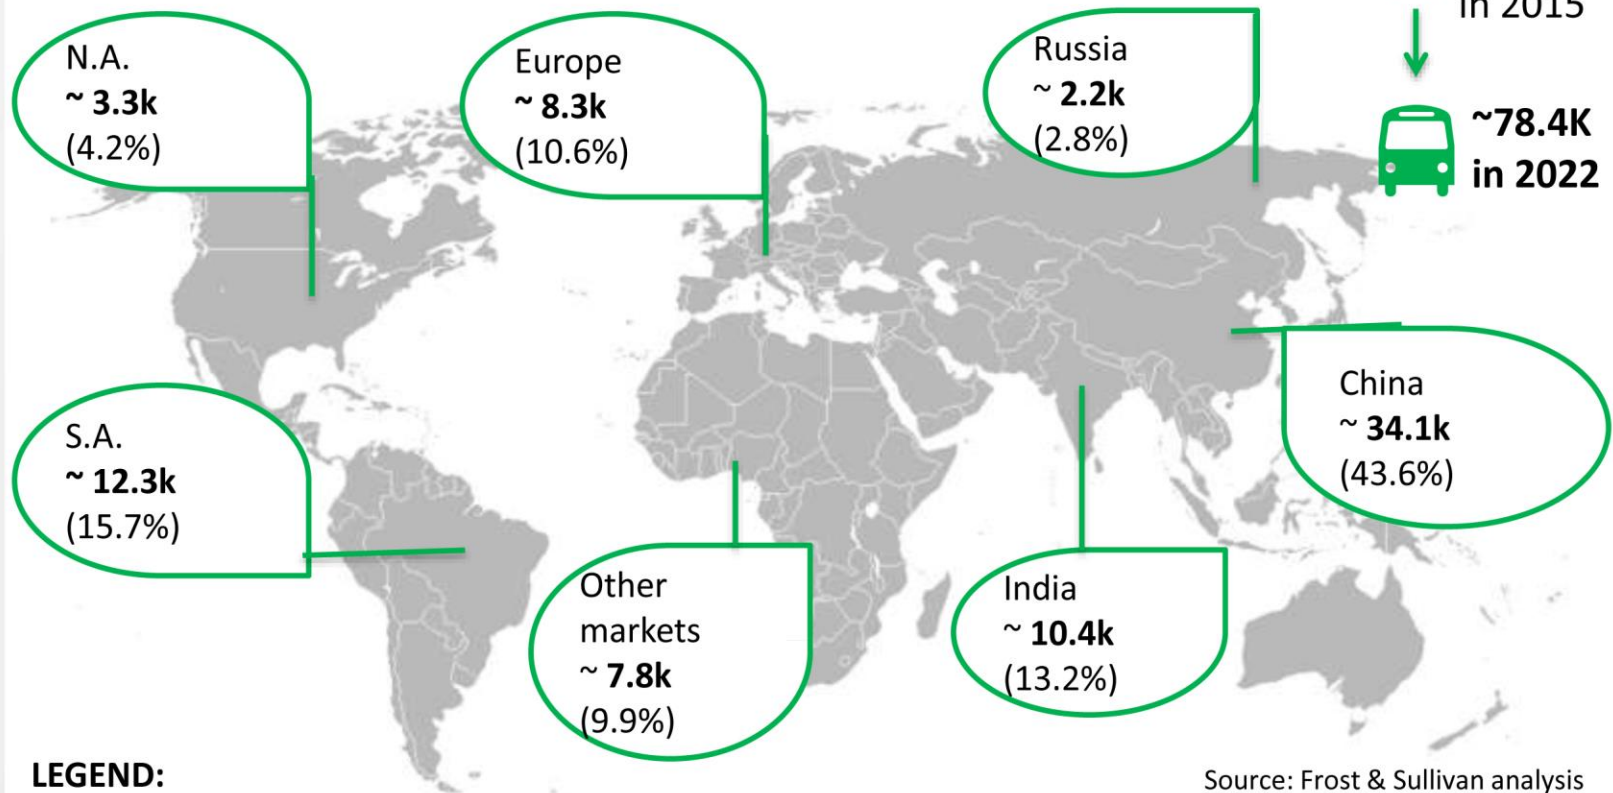 in 2015
N.A.
~ 3.3k
(4.2%)
Europe
~ 8.3k
(10.6%)
Russia
~ 2.2k
(2.8%)
~78.4K
in 2022
China
~ 34.1k
(43.6%)
S.A.
~ 12.3k
(15.7%)
Other
markets
~ 7.8k
(9.9%)
India
~ 10.4k
(13.2%)
LEGEND:
Source: Frost & Sullivan analysis